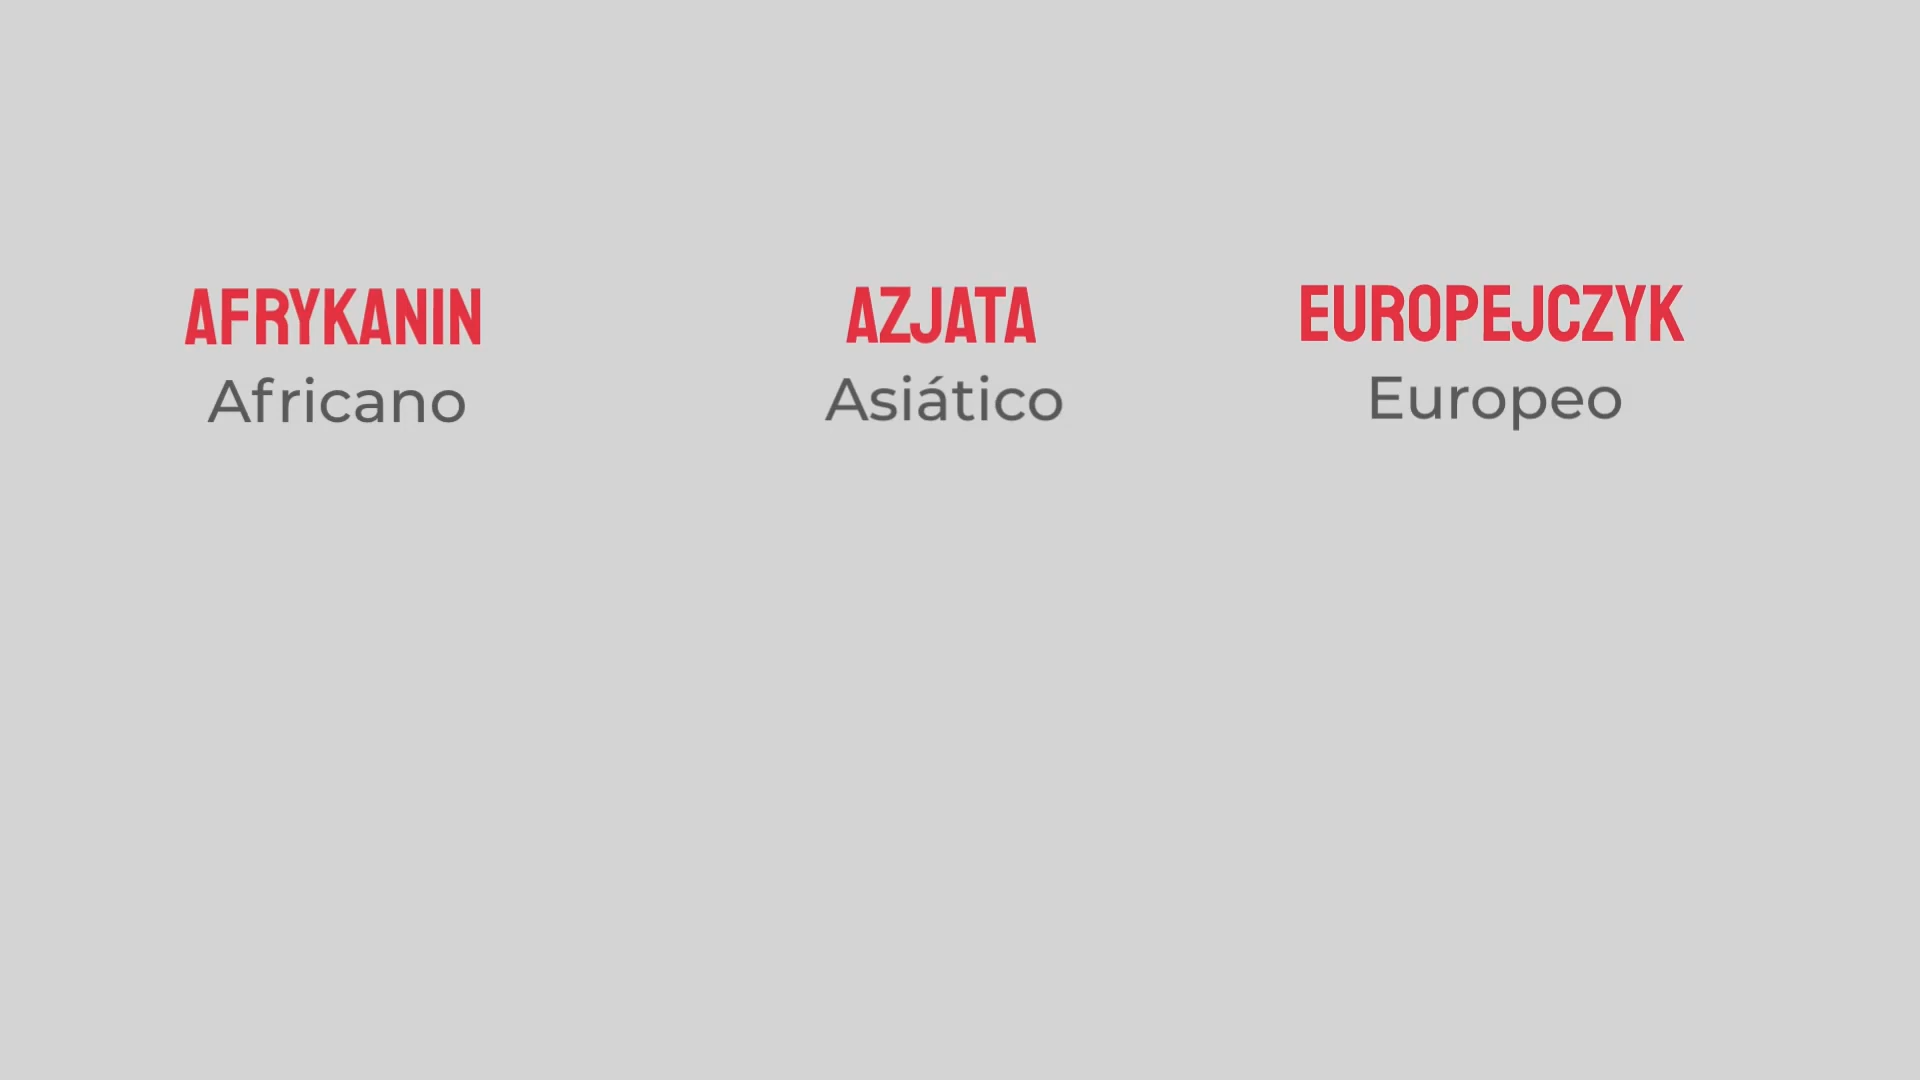 AFRYKANIN
Africano
AZJATA
Asiático
EUROPEJCZYK
Europeo